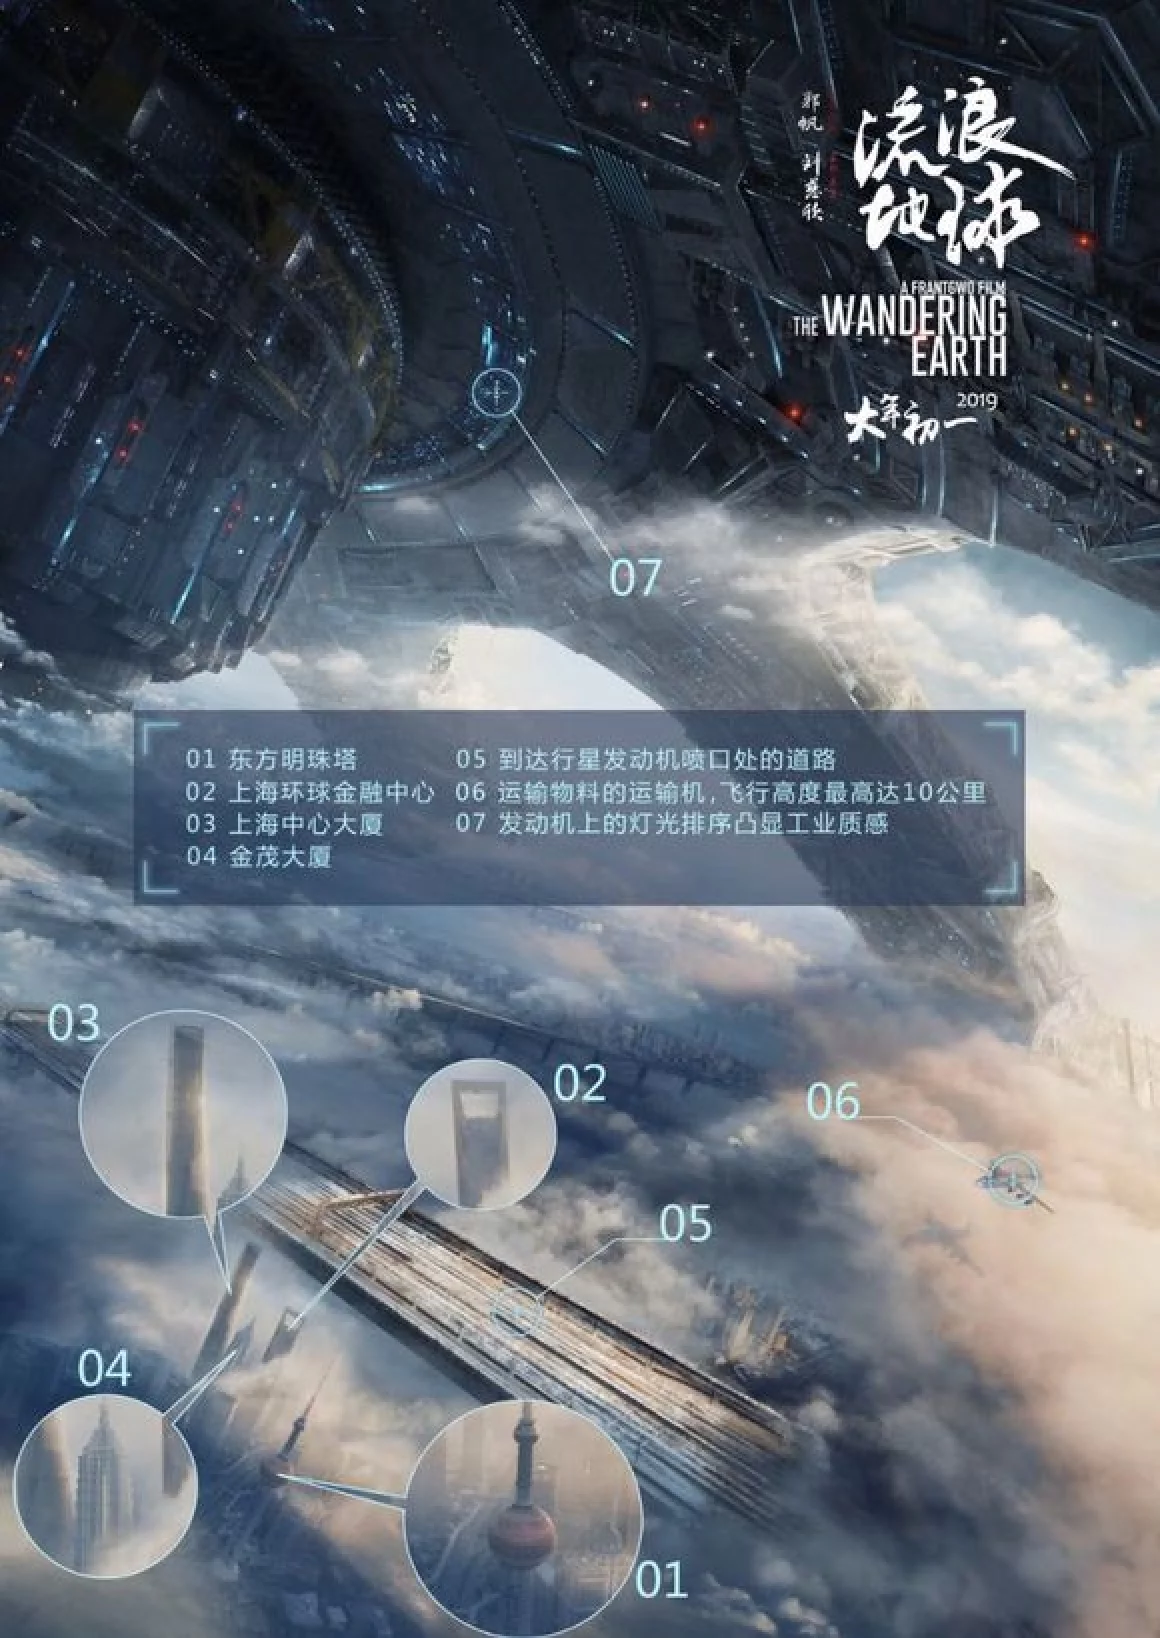 郭帆
刘慈欣
流浪
地球
A FRANT GWO FILM
THE WANDERING
EARTH
2019
大年初一
07
01 东方明珠塔
02 上海环球金融中心
03 上海中心大厦
04 金茂大厦
05 到达行星发动机喷口处的道路
06 运输物料的运输机,飞行高度最高达10公里
07 发动机上的灯光排序凸显工业质感
03
02
06
05
04
01